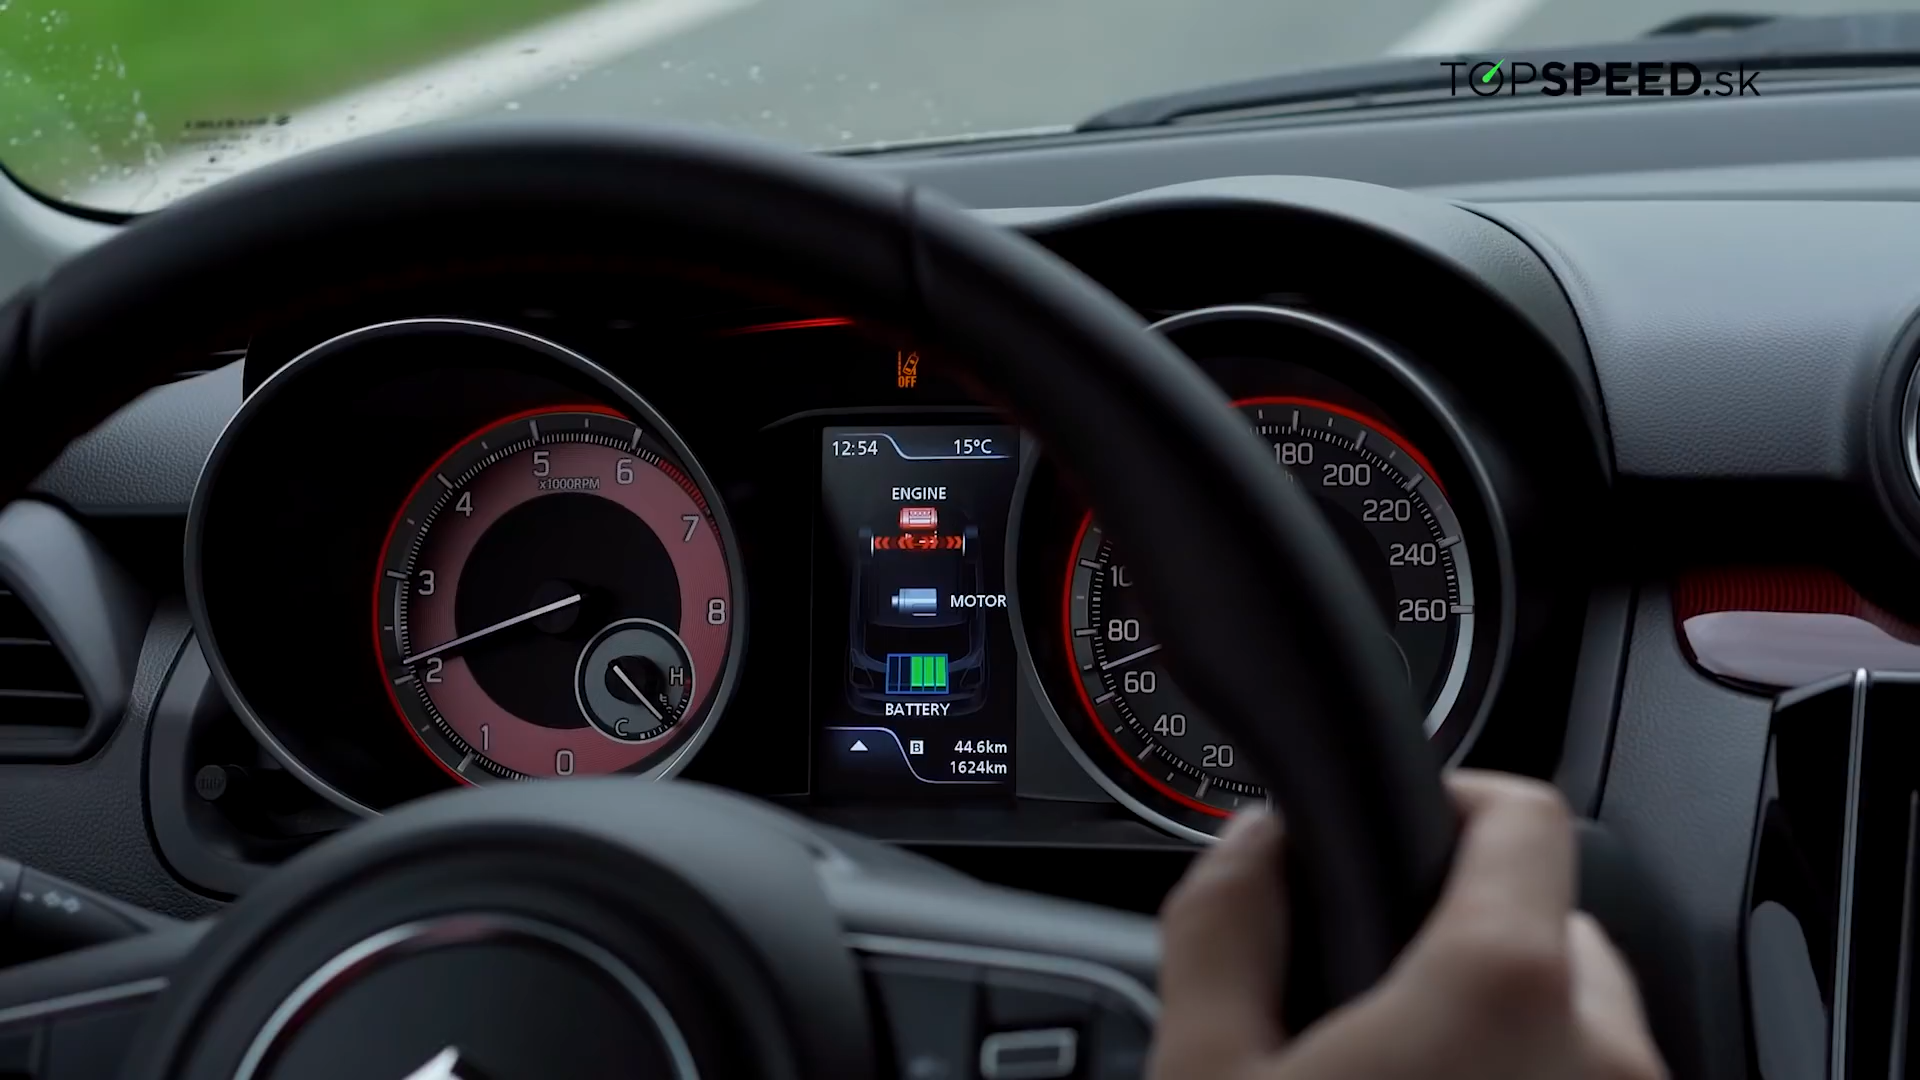 TOPSPEED.sk
OFF
12:54 15°C
ENGINE
MOTOR
BATTERY
B 44.6km
1624km
0 1 2 3 4 5 6 7 8
x1000RPM
C H
20 40 60 80
180 200 220 240 260